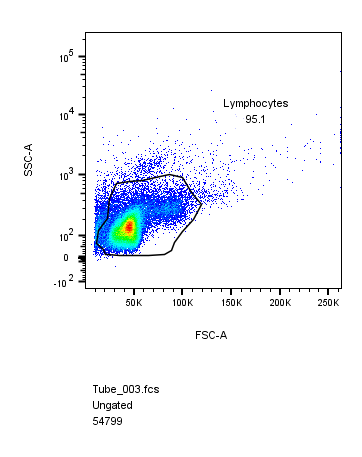 10^5
10^4
10^3
10^2
0
-10^2
SSC-A
Lymphocytes
95.1
50K 100K 150K 200K 250K
FSC-A
Tube_003.fcs
Ungated
54799